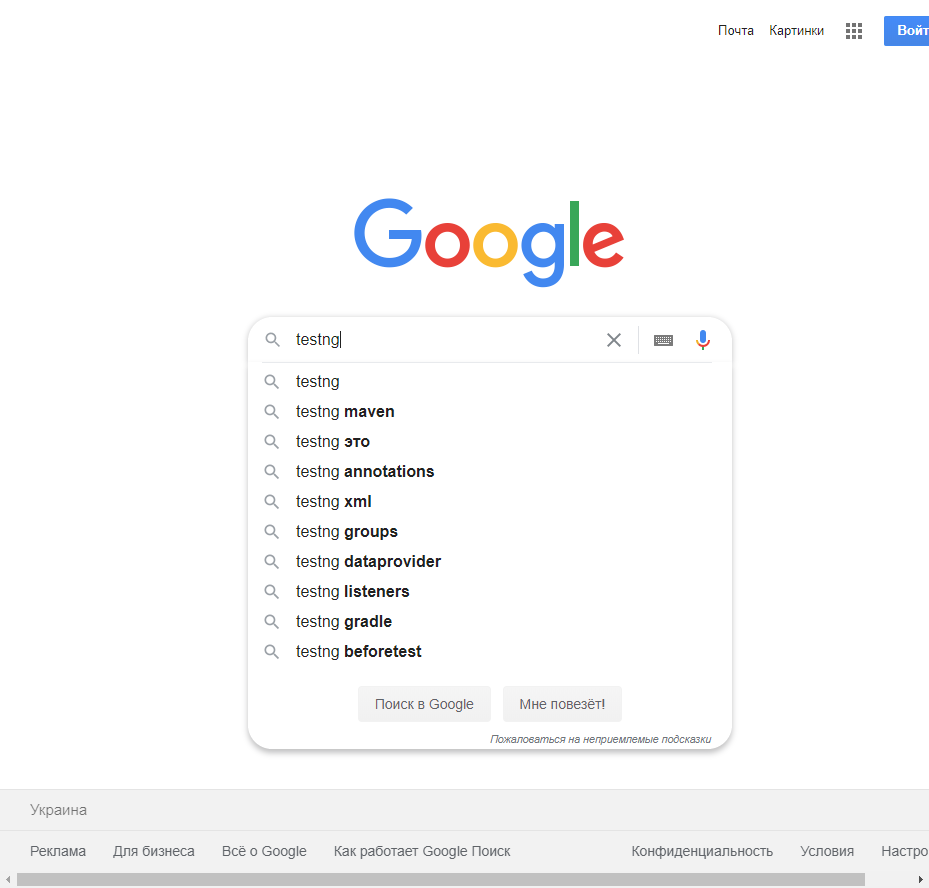 Почта Картинки Войт
Google
testng
testng
testng maven
testng это
testng annotations
testng xml
testng groups
testng dataprovider
testng listeners
testng gradle
testng beforetest
Поиск в Google Мне повезёт!
Пожаловаться на неприемлемые подсказки
Украина
Реклама Для бизнеса Всё о Google Как работает Google Поиск Конфиденциальность Условия Настро